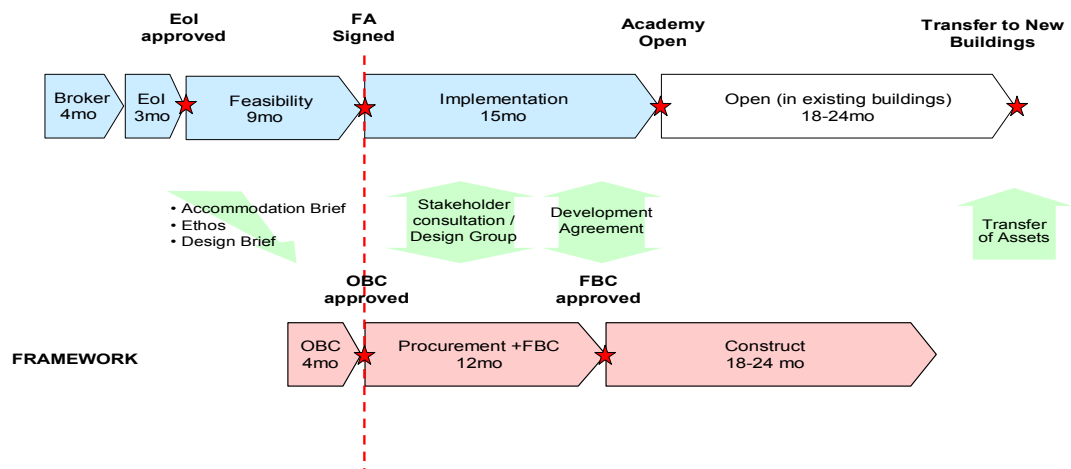 EoI
approved
FA
Signed
Academy
Open
Transfer to New
Buildings
Broker
4mo
EoI
3mo
Feasibility
9mo
Implementation
15mo
Open (in existing buildings)
18-24mo
• Accommodation Brief
• Ethos
• Design Brief
Stakeholder
consultation /
Design Group
Development
Agreement
Transfer
of Assets
OBC
approved
FBC
approved
FRAMEWORK
OBC
4mo
Procurement +FBC
12mo
Construct
18-24 mo